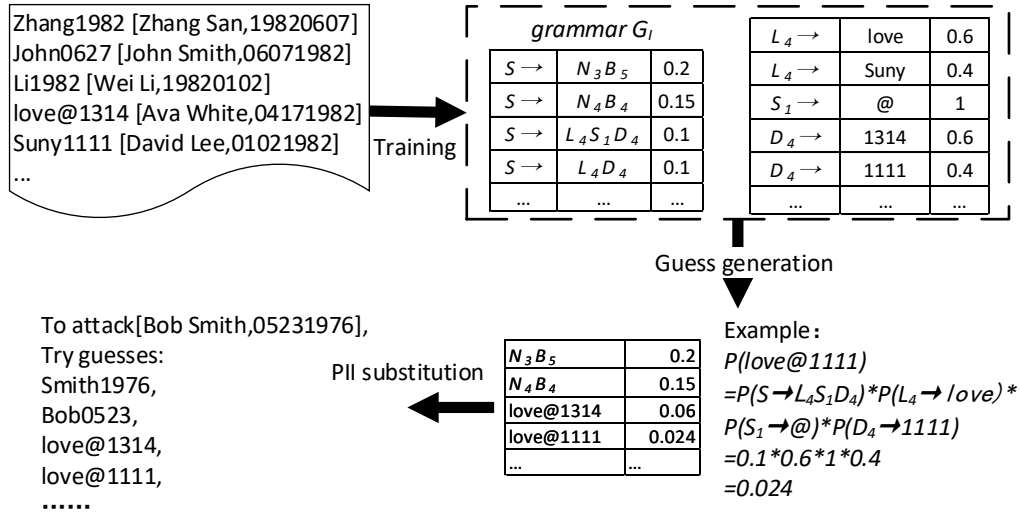 Zhang1982 [Zhang San,19820607]
John0627 [John Smith,06071982]
Li1982 [Wei Li,19820102]
love@1314 [Ava White,04171982]
Suny1111 [David Lee,01021982]
...
Training
grammar G_I
S→ N₃B₅ 0.2
S→ N₄B₄ 0.15
S→ L₄S₁D₄ 0.1
S→ L₄D₄ 0.1
... ... ...
L₄→ love 0.6
L₄→ Suny 0.4
S₁→ @ 1
D₄→ 1314 0.6
D₄→ 1111 0.4
... ... ...
Guess generation
Example：
P(love@1111)
=P(S→L₄S₁D₄)*P(L₄→love)*
P(S₁→@)*P(D₄→1111)
=0.1*0.6*1*0.4
=0.024
N₃B₅ 0.2
N₄B₄ 0.15
love@1314 0.06
love@1111 0.024
... ...
PII substitution
To attack[Bob Smith,05231976],
Try guesses:
Smith1976,
Bob0523,
love@1314,
love@1111,
......